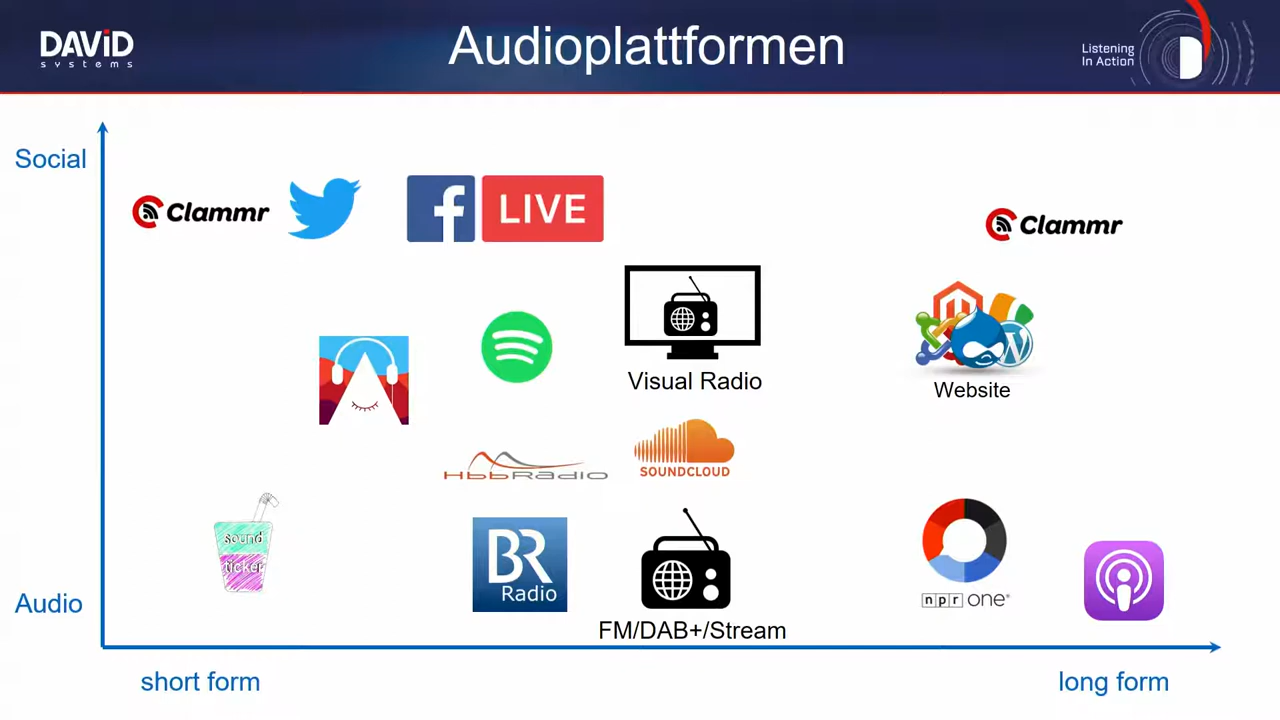 DAViD
systems
Audioplattformen
Listening
In Action
Social
Clammr
f
LIVE
Clammr
Visual Radio
W
Website
HbbRadio
SOUNDCLOUD
sound
ticker
BR
Radio
npr one®
Audio
FM/DAB+/Stream
short form
long form